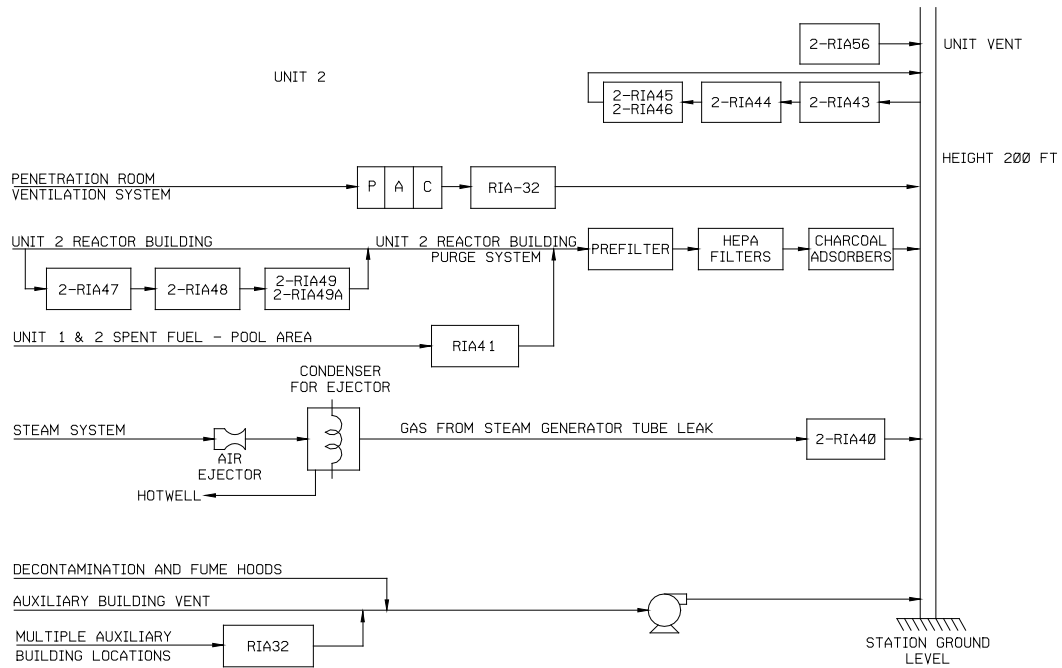 2-RIA56
UNIT VENT
UNIT 2
2-RIA45
2-RIA46
2-RIA44
2-RIA43
HEIGHT 200 FT
PENETRATION ROOM
VENTILATION SYSTEM
P A C
RIA-32
UNIT 2 REACTOR BUILDING
UNIT 2 REACTOR BUILDING
PURGE SYSTEM
PREFILTER
HEPA
FILTERS
CHARCOAL
ADSORBERS
2-RIA47
2-RIA48
2-RIA49
2-RIA49A
UNIT 1 & 2 SPENT FUEL - POOL AREA
RIA41
CONDENSER
FOR EJECTOR
STEAM SYSTEM
AIR
EJECTOR
GAS FROM STEAM GENERATOR TUBE LEAK
2-RIA40
HOTWELL
DECONTAMINATION AND FUME HOODS
AUXILIARY BUILDING VENT
MULTIPLE AUXILIARY
BUILDING LOCATIONS
RIA32
STATION GROUND
LEVEL